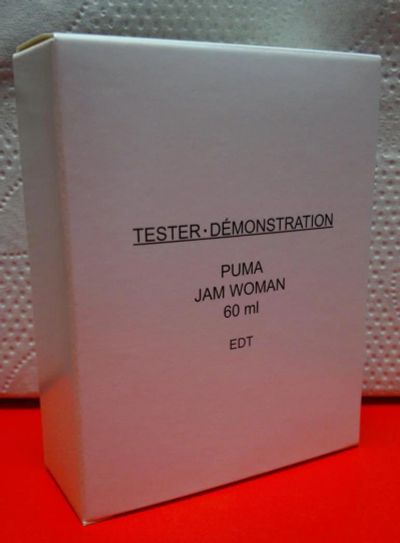 TESTER·DÉMONSTRATION
PUMA
JAM WOMAN
60 ml
EDT